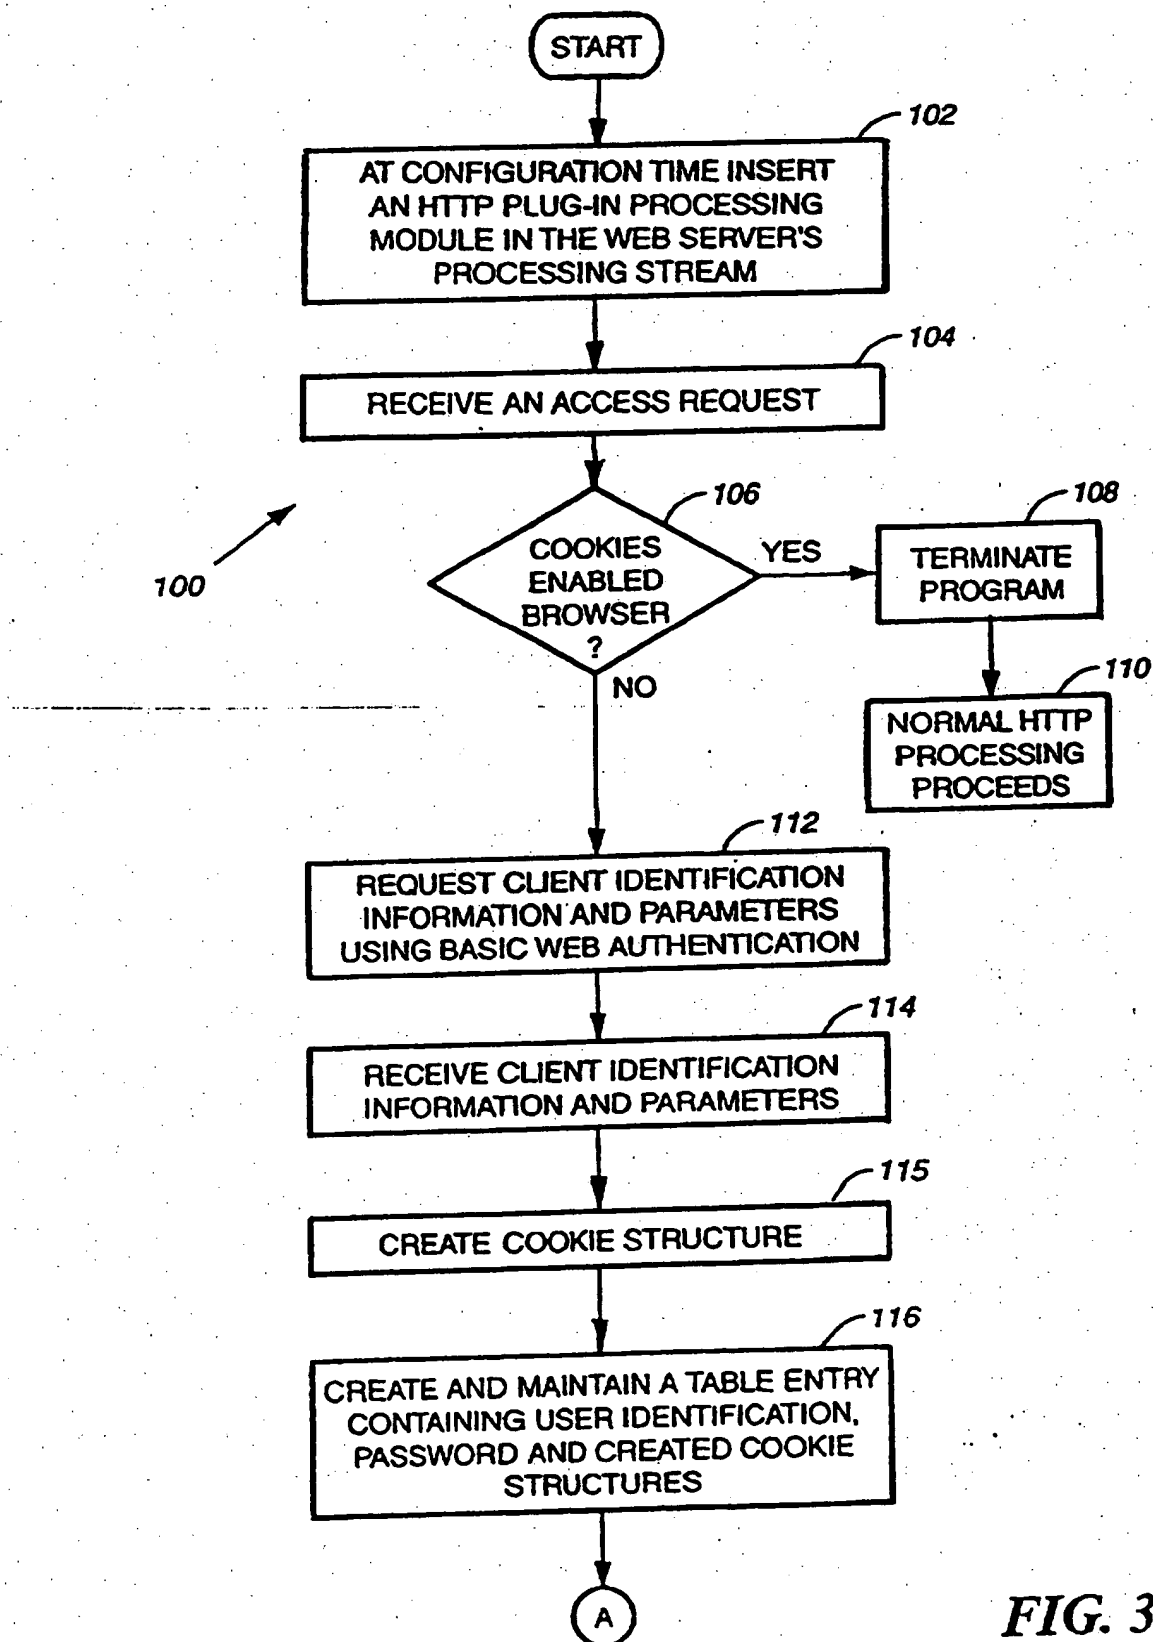 START
102
AT CONFIGURATION TIME INSERT
AN HTTP PLUG-IN PROCESSING
MODULE IN THE WEB SERVER'S
PROCESSING STREAM
104
RECEIVE AN ACCESS REQUEST
106
COOKIES
ENABLED
BROWSER
?
YES
108
TERMINATE
PROGRAM
100
NO
110
NORMAL HTTP
PROCESSING
PROCEEDS
112
REQUEST CLIENT IDENTIFICATION
INFORMATION AND PARAMETERS
USING BASIC WEB AUTHENTICATION
114
RECEIVE CLIENT IDENTIFICATION
INFORMATION AND PARAMETERS
115
CREATE COOKIE STRUCTURE
116
CREATE AND MAINTAIN A TABLE ENTRY
CONTAINING USER IDENTIFICATION,
PASSWORD AND CREATED COOKIE
STRUCTURES
A
FIG. 3